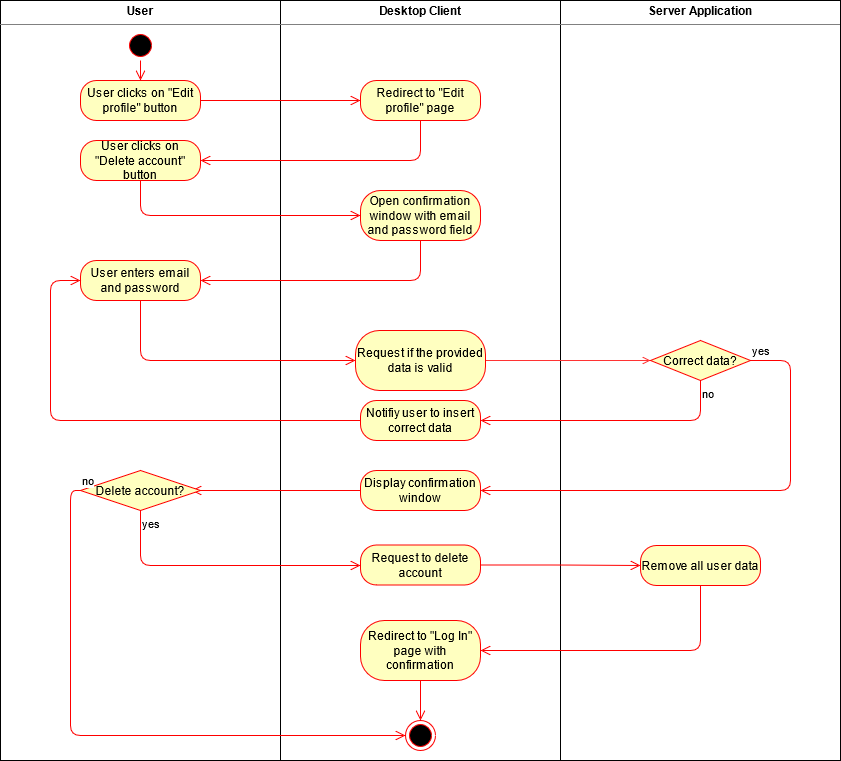 User
Desktop Client
Server Application
User clicks on "Edit
profile" button
Redirect to "Edit
profile" page
User clicks on
"Delete account"
button
Open confirmation
window with email
and password field
User enters email
and password
Request if the provided
data is valid
Correct data?
yes
no
Notifiy user to insert
correct data
Display confirmation
window
no
Delete account?
yes
Request to delete
account
Remove all user data
Redirect to "Log In"
page with
confirmation